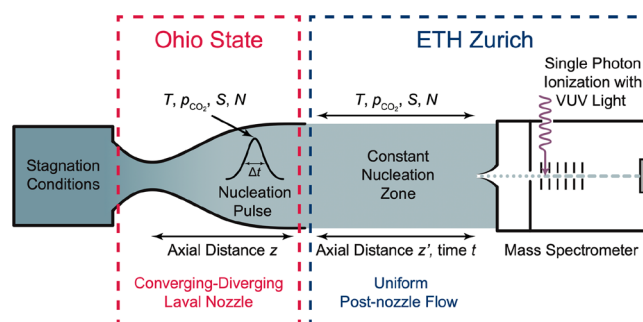 Ohio State
ETH Zurich
Single Photon
Ionization with
VUV Light
T, pCO₂, S, N
T, pCO₂, S, N
Stagnation
Conditions
Δt
Nucleation
Pulse
Constant
Nucleation
Zone
Axial Distance z
Axial Distance z’, time t
Mass Spectrometer
Converging-Diverging
Laval Nozzle
Uniform
Post-nozzle Flow